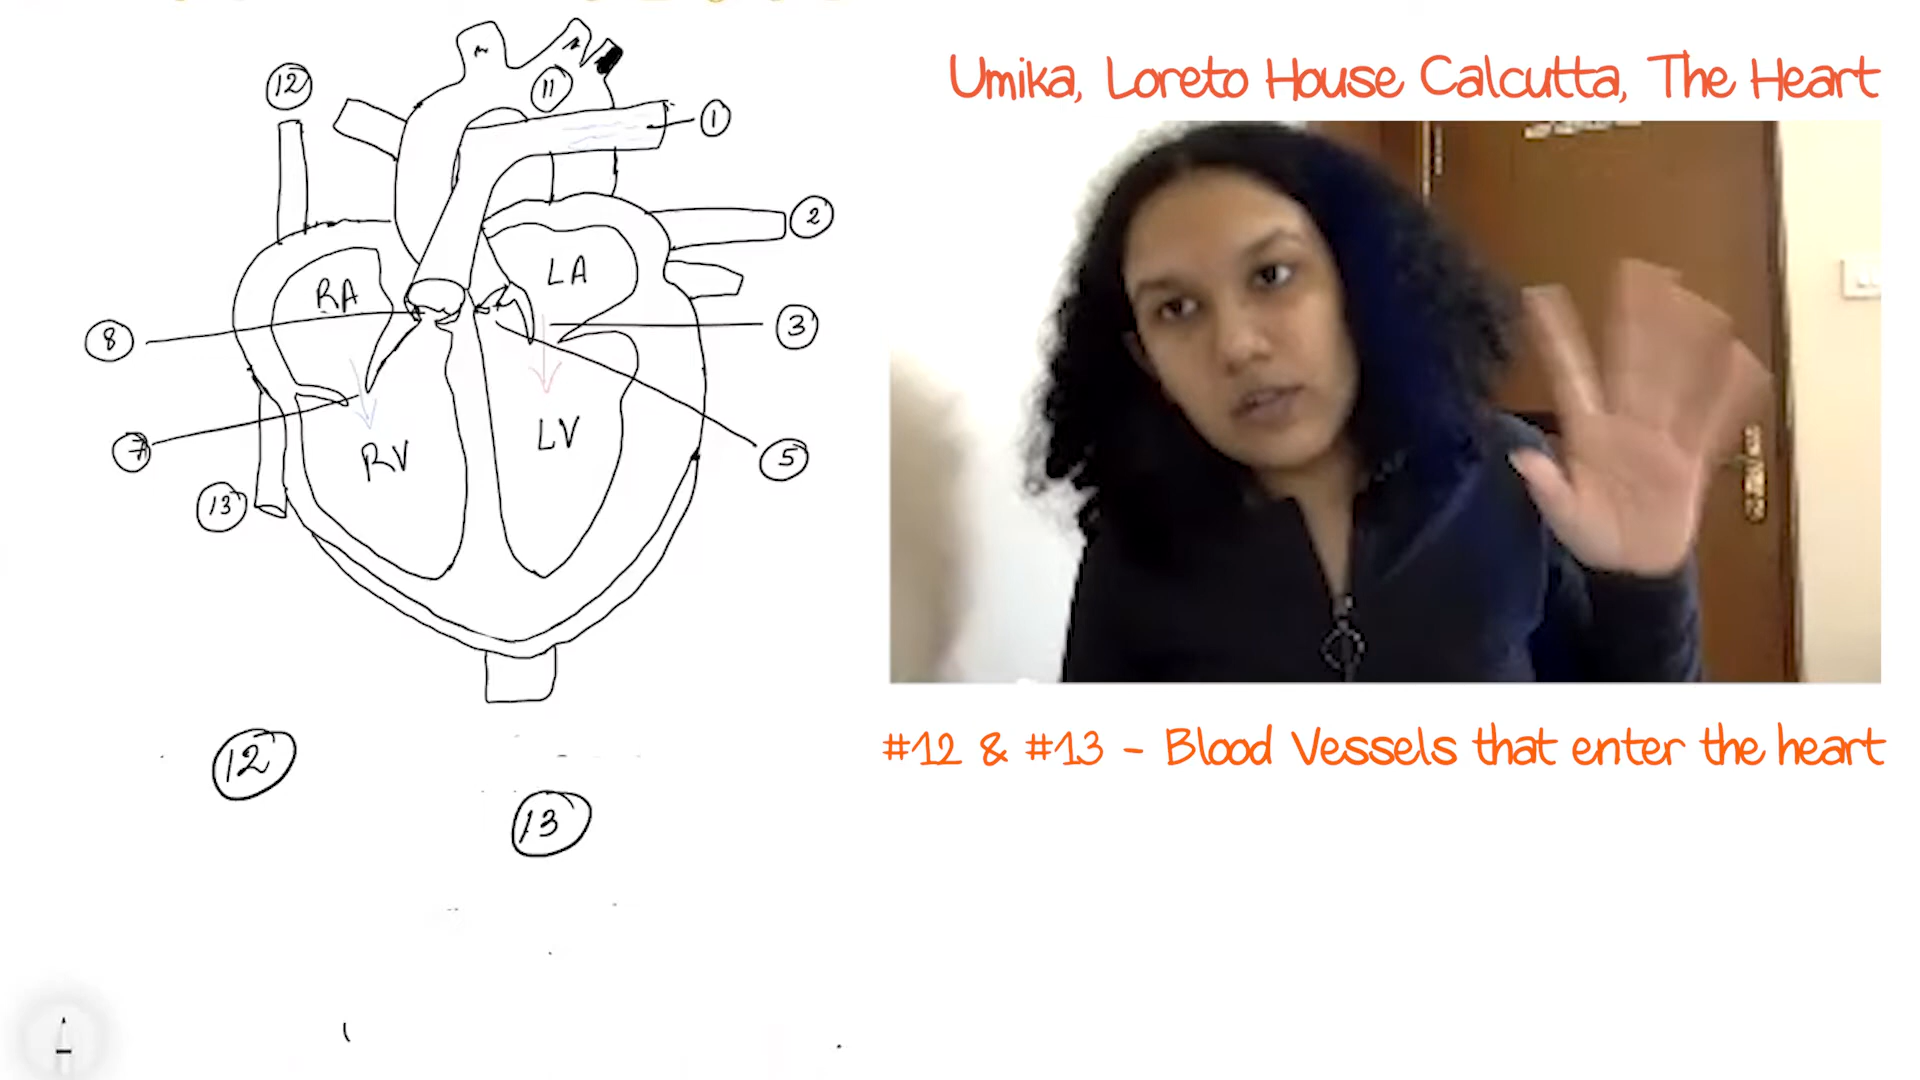 Umika, Loreto House Calcutta, The Heart
12
11
1
2
RA
LA
8
3
7
RV
LV
5
13
#12 & #13 - Blood Vessels that enter the heart
12
13